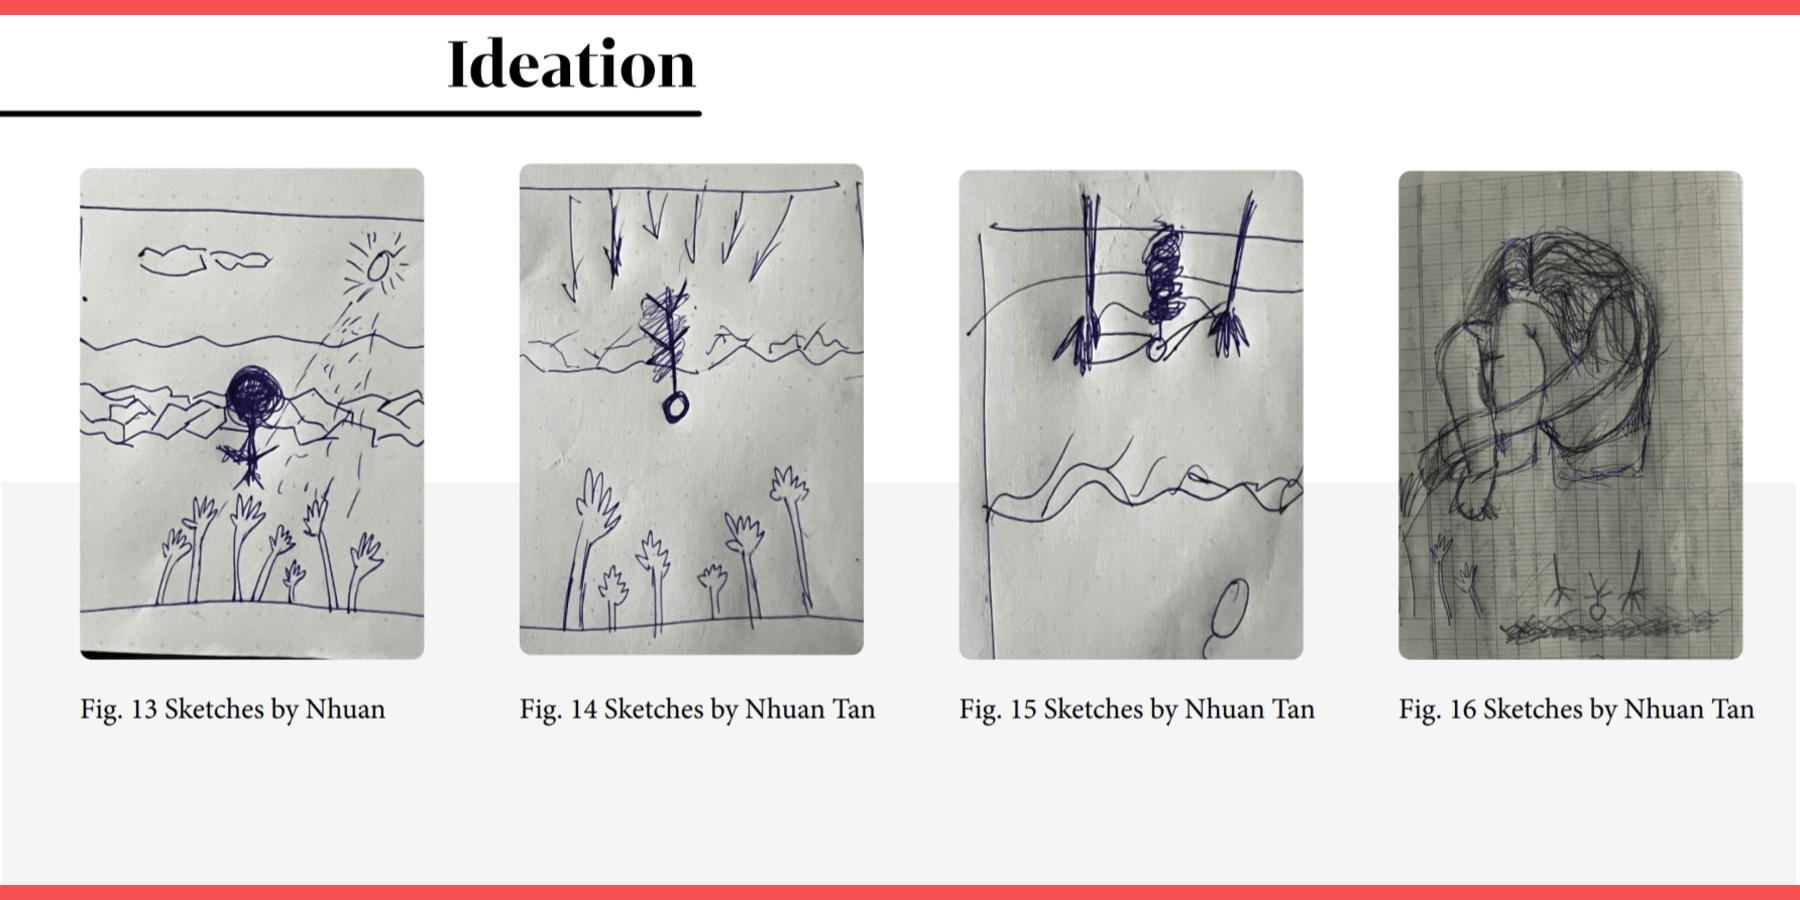 Ideation
Fig. 13 Sketches by Nhuan
Fig. 14 Sketches by Nhuan Tan
Fig. 15 Sketches by Nhuan Tan
Fig. 16 Sketches by Nhuan Tan